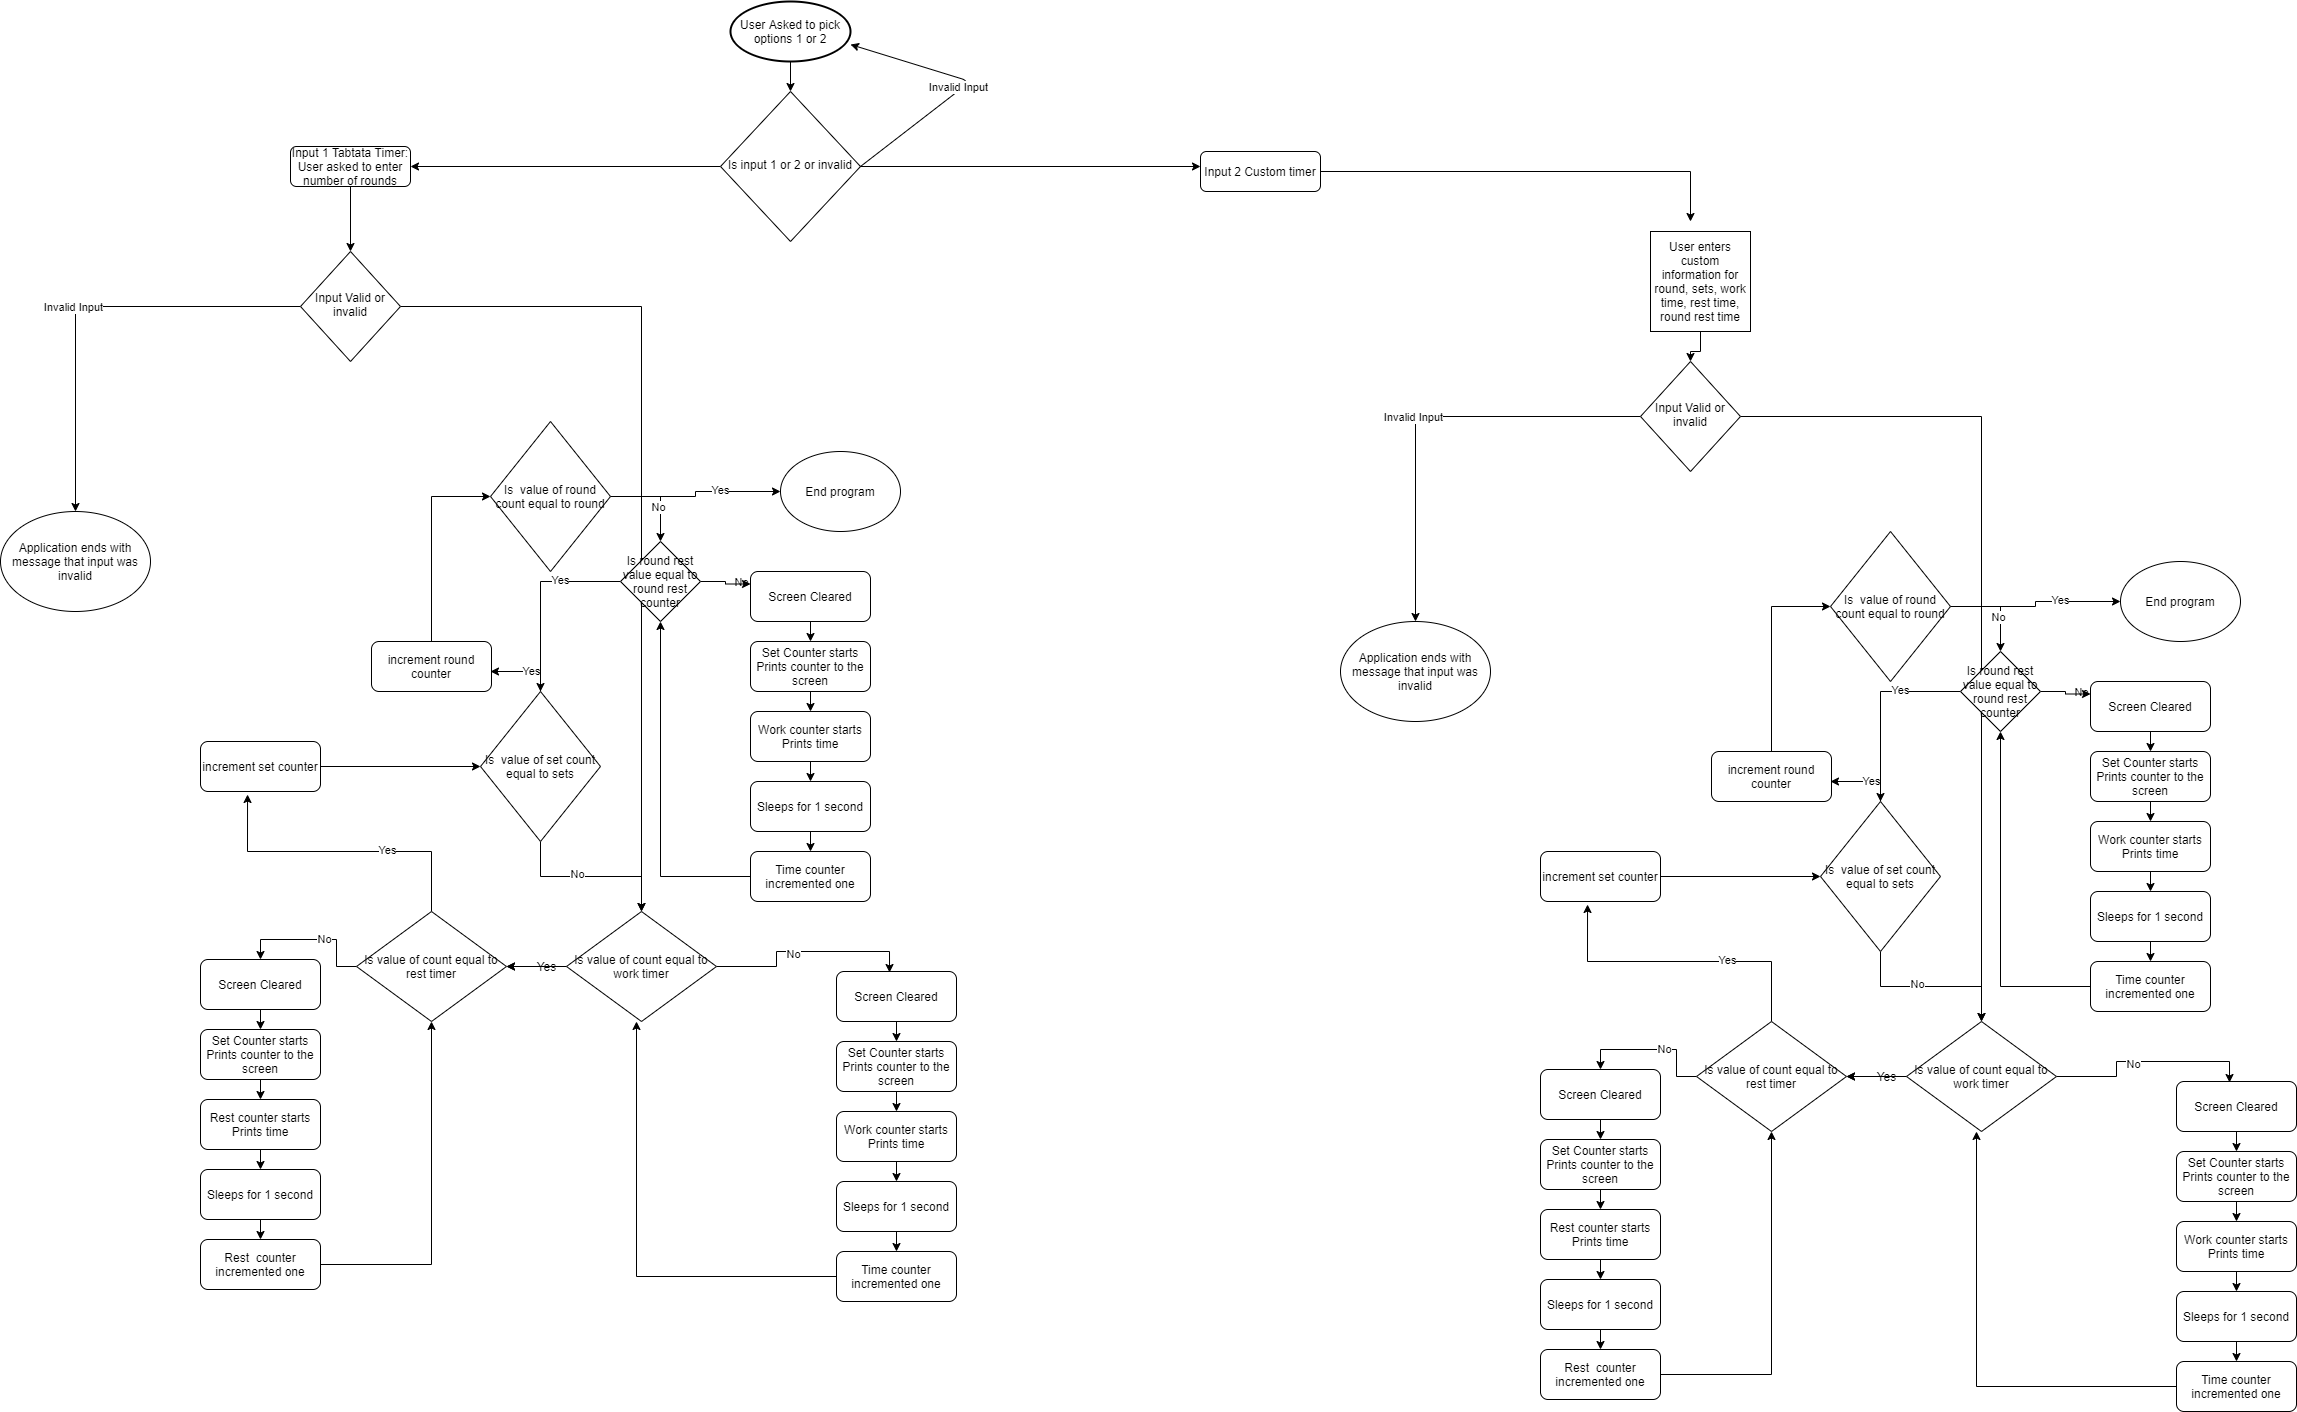 User Asked to pick
options 1 or 2
Invalid Input
Is input 1 or 2 or invalid
Input 1 Tabtata Timer:
User asked to enter
number of rounds
Input 2 Custom timer
Input Valid or
invalid
Invalid Input
Application ends with
message that input was
invalid
Is  value of round
count equal to round
Yes
End program
No
Is round rest
value equal to
round rest
counter
Yes
No
Screen Cleared
Set Counter starts
Prints counter to the
screen
Work counter starts
Prints time
Sleeps for 1 second
Time counter
incremented one
increment round
counter
Yes
Is  value of set count
equal to sets
increment set counter
No
Yes
Is value of count equal to
rest timer
Yes
Is value of count equal to
work timer
No
No
Screen Cleared
Set Counter starts
Prints counter to the
screen
Rest counter starts
Prints time
Sleeps for 1 second
Rest  counter
incremented one
Screen Cleared
Set Counter starts
Prints counter to the
screen
Work counter starts
Prints time
Sleeps for 1 second
Time counter
incremented one
User enters
custom
information for
round, sets, work
time, rest time,
round rest time
Input Valid or
invalid
Invalid Input
Application ends with
message that input was
invalid
Is  value of round
count equal to round
Yes
End program
No
Is round rest
value equal to
round rest
counter
Yes
No
Screen Cleared
Set Counter starts
Prints counter to the
screen
Work counter starts
Prints time
Sleeps for 1 second
Time counter
incremented one
increment round
counter
Yes
Is  value of set count
equal to sets
increment set counter
No
Yes
Is value of count equal to
rest timer
Yes
Is value of count equal to
work timer
No
No
Screen Cleared
Set Counter starts
Prints counter to the
screen
Rest counter starts
Prints time
Sleeps for 1 second
Rest  counter
incremented one
Screen Cleared
Set Counter starts
Prints counter to the
screen
Work counter starts
Prints time
Sleeps for 1 second
Time counter
incremented one